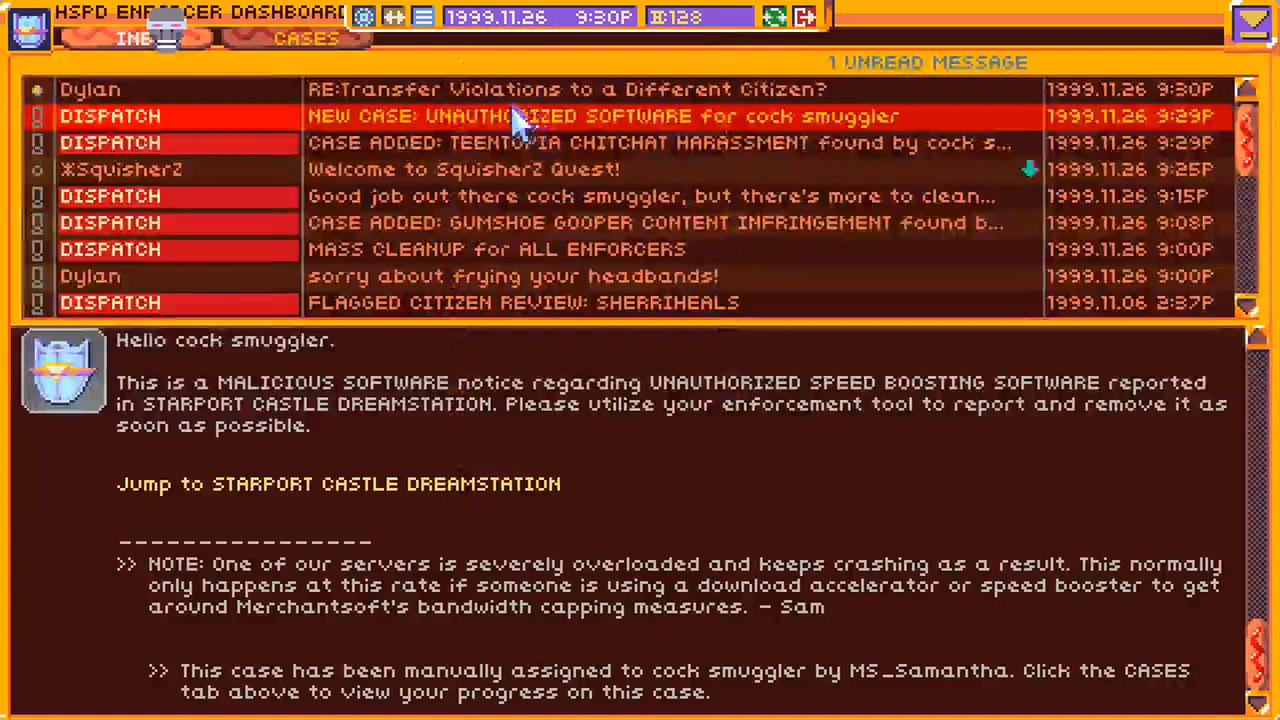 HSPD ENFORCER DASHBOARD
1999.11.26 9:30P 128
CASES
1 UNREAD MESSAGE
Dylan RE:Transfer Violations to a Different Citizen? 1999.11.26 9:30P
DISPATCH NEW CASE: UNAUTHORIZED SOFTWARE for cock smuggler 1999.11.26 9:29P
DISPATCH CASE ADDED: TEENTOPIA CHITCHAT HARASSMENT found by cock s... 1999.11.26 9:29P
SquisherZ Welcome to SquisherZ Quest! 1999.11.26 9:25P
DISPATCH Good job out there cock smuggler, but there's more to clean... 1999.11.26 9:15P
DISPATCH CASE ADDED: GUMSHOE GOOPER CONTENT INFRINGEMENT found b... 1999.11.26 9:08P
DISPATCH MASS CLEANUP for ALL ENFORCERS 1999.11.26 9:00P
Dylan sorry about frying your headbands! 1999.11.26 9:00P
DISPATCH FLAGGED CITIZEN REVIEW: SHERRIHEALS 1999.11.06 2:37P
Hello cock smuggler.
This is a MALICIOUS SOFTWARE notice regarding UNAUTHORIZED SPEED BOOSTING SOFTWARE reported
in STARPORT CASTLE DREAMSTATION. Please utilize your enforcement tool to report and remove it as
soon as possible.
Jump to STARPORT CASTLE DREAMSTATION
----------------
>> NOTE: One of our servers is severely overloaded and keeps crashing as a result. This normally
only happens at this rate if someone is using a download accelerator or speed booster to get
around Merchantsoft's bandwidth capping measures. - Sam
>> This case has been manually assigned to cock smuggler by MS_Samantha. Click the CASES
tab above to view your progress on this case.